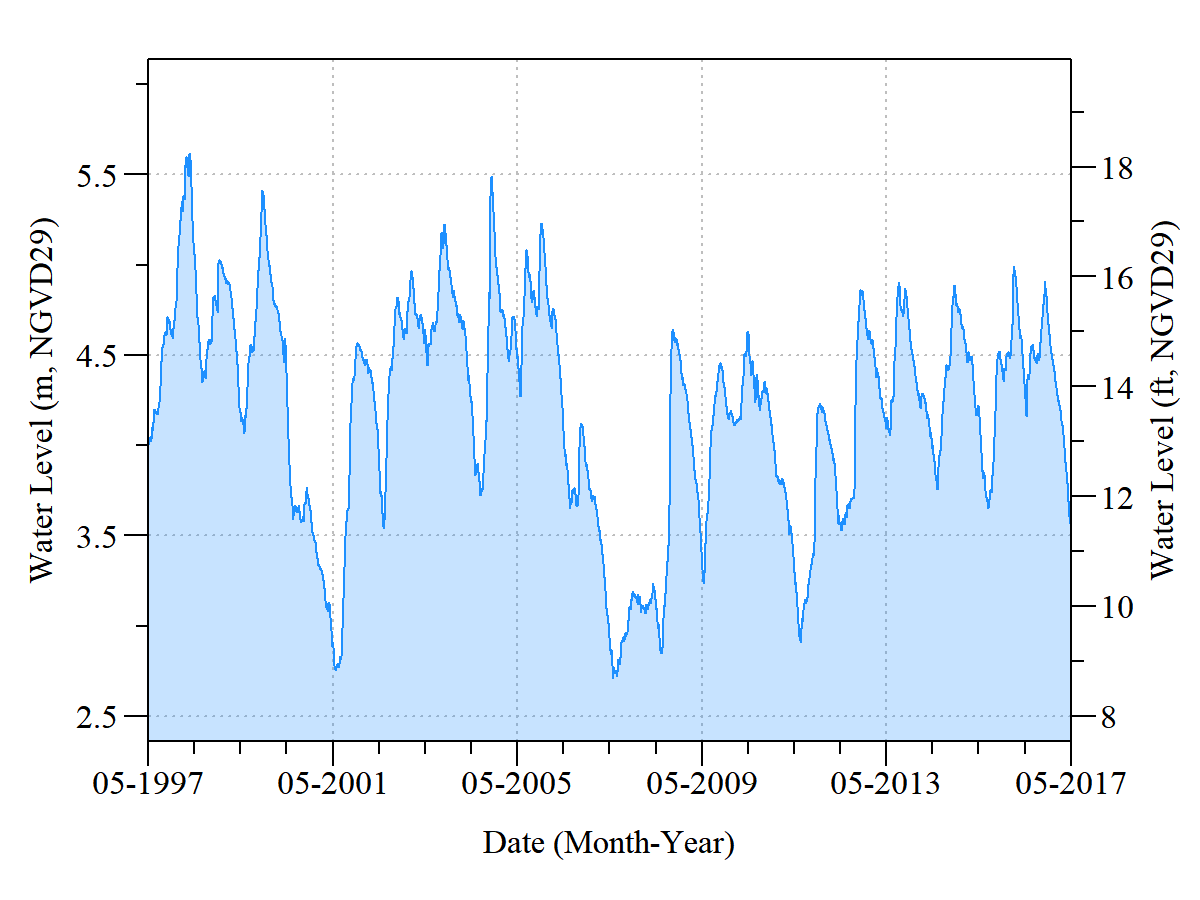 Water Level (m, NGVD29)
5.5
4.5
3.5
2.5
18
16
14
12
10
8
Water Level (ft, NGVD29)
05-1997 05-2001 05-2005 05-2009 05-2013 05-2017
Date (Month-Year)